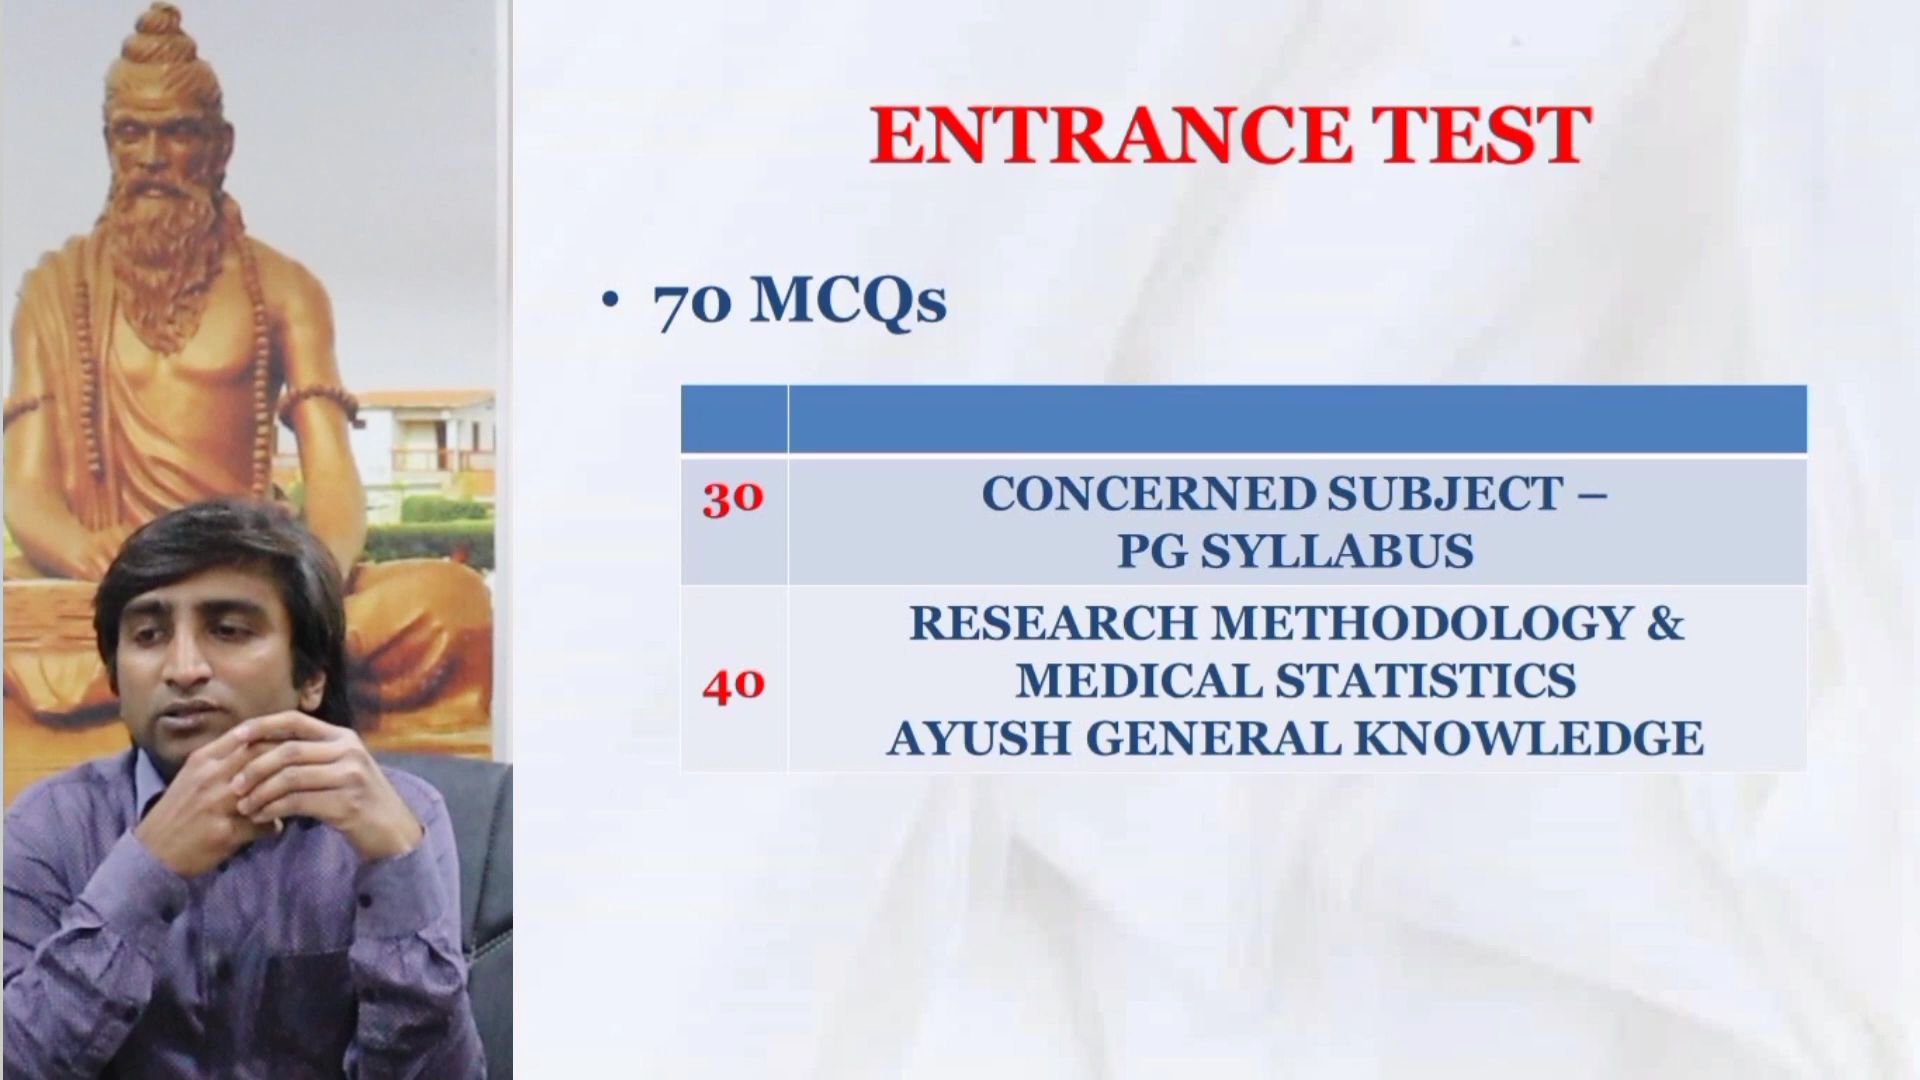 ENTRANCE TEST
• 70 MCQs
30
CONCERNED SUBJECT –
PG SYLLABUS
40
RESEARCH METHODOLOGY &
MEDICAL STATISTICS
AYUSH GENERAL KNOWLEDGE